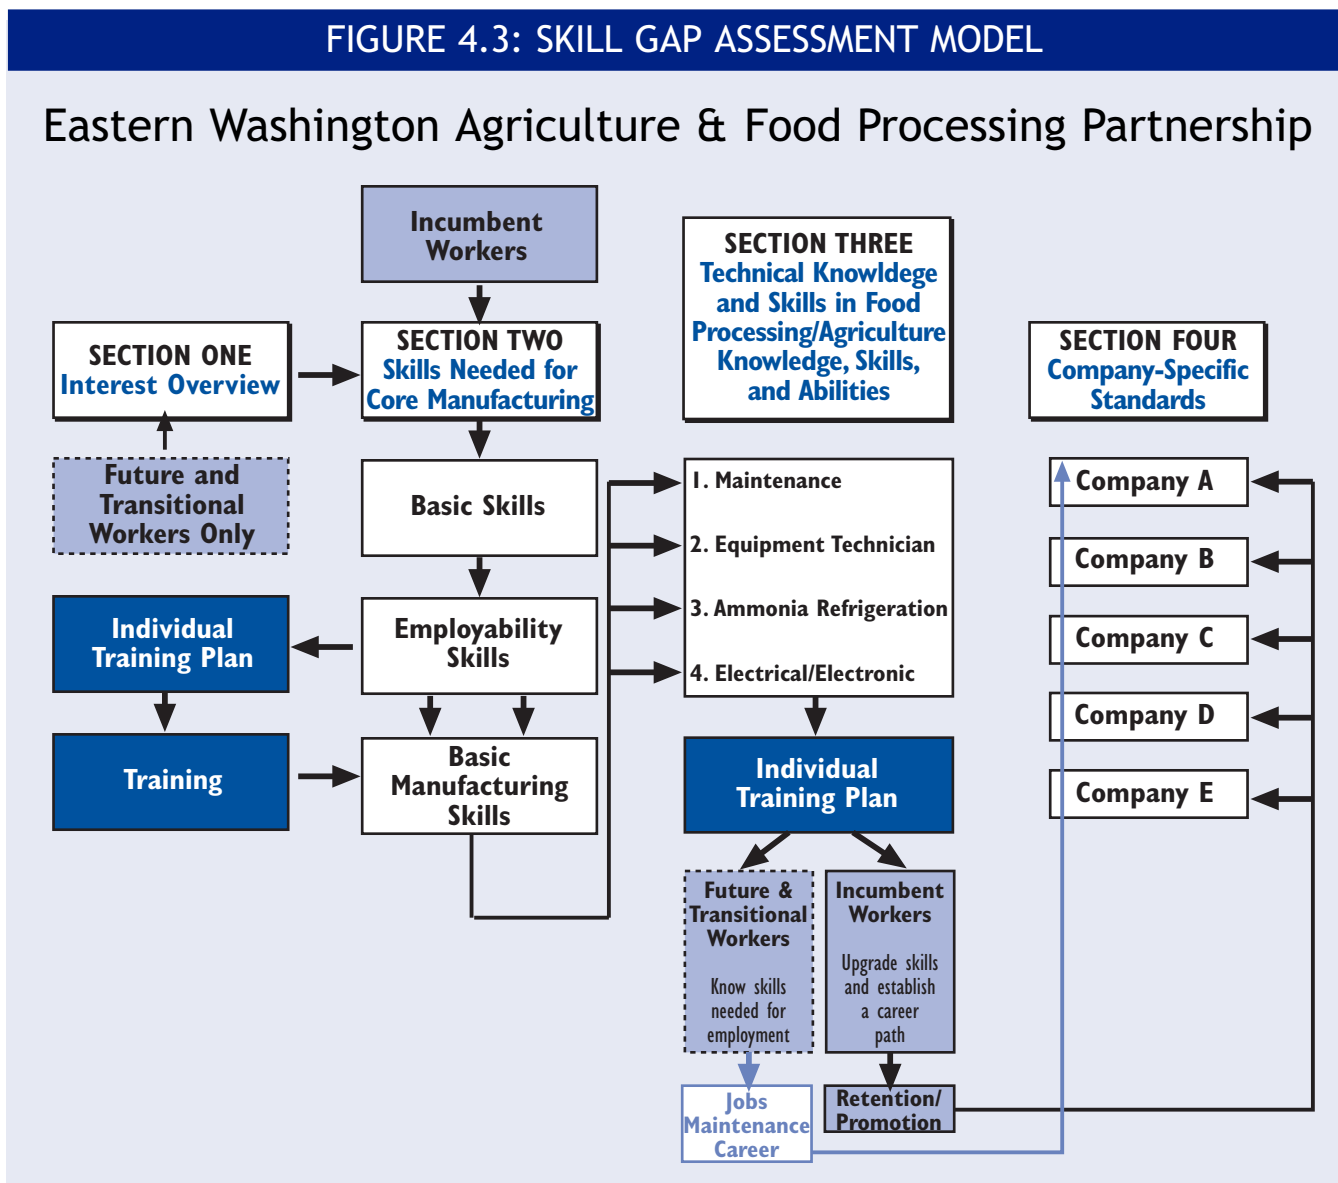 FIGURE 4.3: SKILL GAP ASSESSMENT MODEL
Eastern Washington Agriculture & Food Processing Partnership
Incumbent
Workers
SECTION ONE
Interest Overview
Future and
Transitional
Workers Only
Individual
Training Plan
Training
SECTION TWO
Skills Needed for
Core Manufacturing
Basic Skills
Employability
Skills
Basic
Manufacturing
Skills
SECTION THREE
Technical Knowldege
and Skills in Food
Processing/Agriculture
Knowledge, Skills,
and Abilities
1. Maintenance
2. Equipment Technician
3. Ammonia Refrigeration
4. Electrical/Electronic
Individual
Training Plan
Future &
Transitional
Workers
Know skills
needed for
employment
Incumbent
Workers
Upgrade skills
and establish
a career
path
Jobs
Maintenance
Career
Retention/
Promotion
SECTION FOUR
Company-Specific
Standards
Company A
Company B
Company C
Company D
Company E